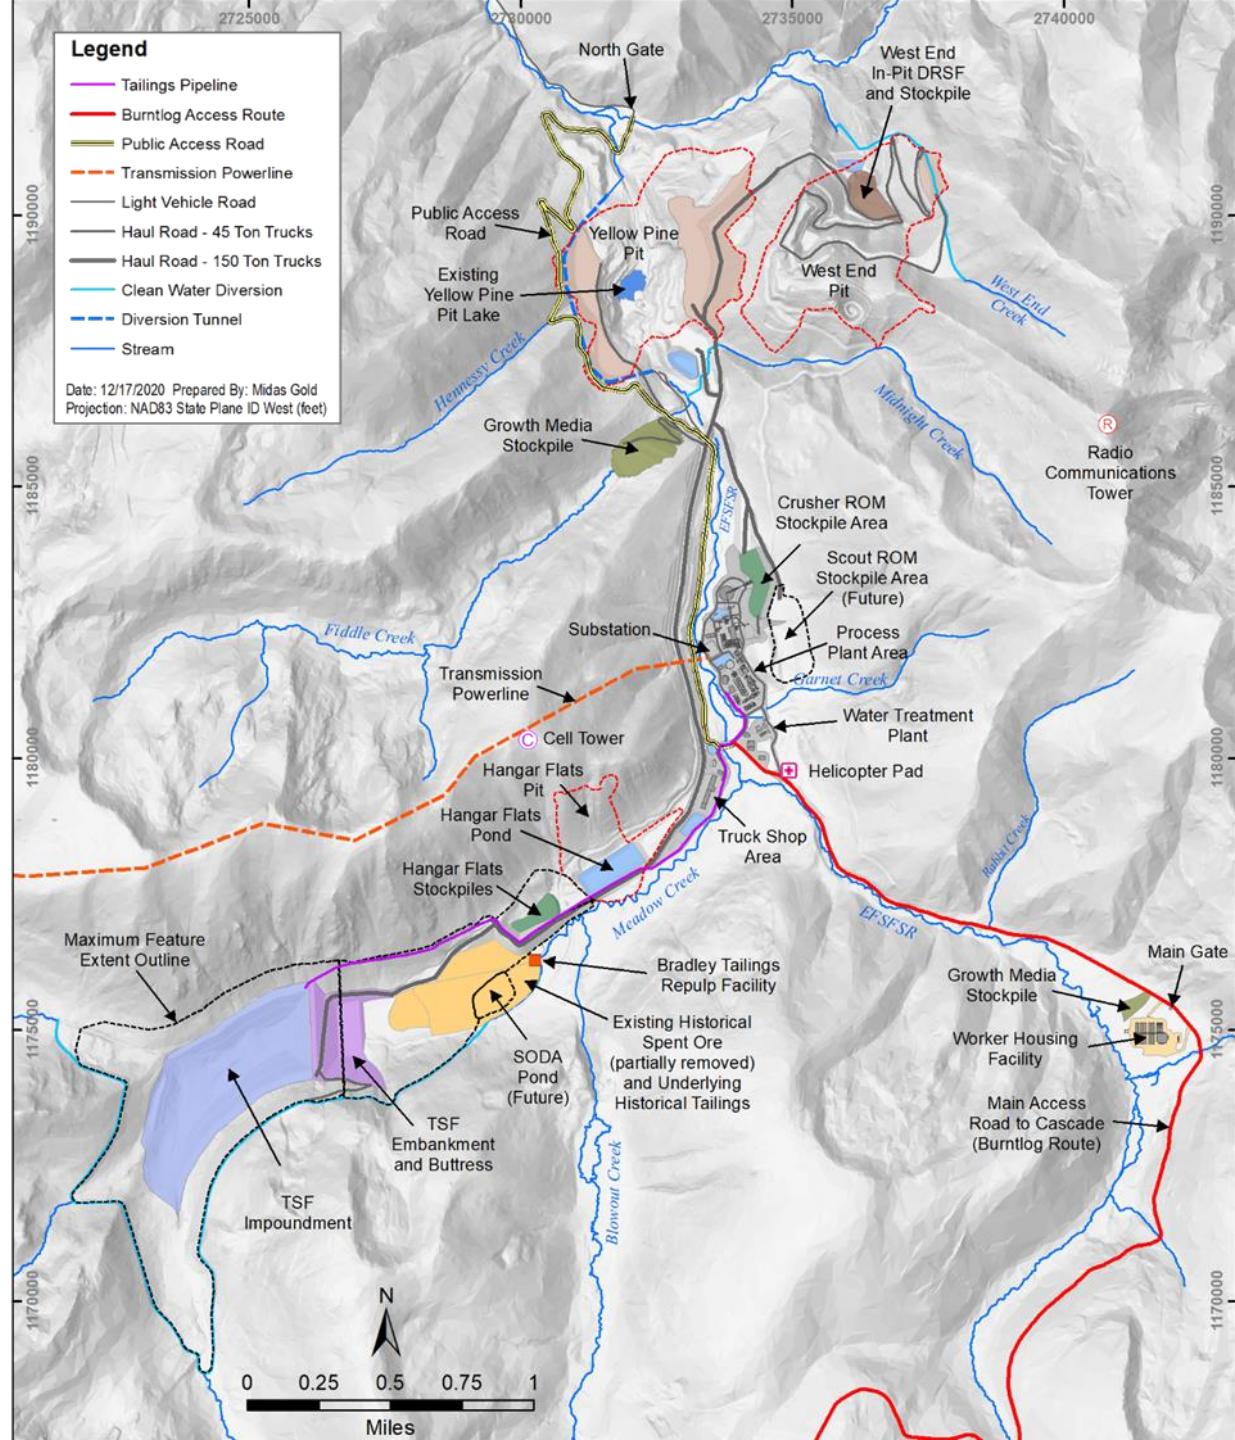 2725000
2730000
2735000
2740000
Legend
Tailings Pipeline
Burntlog Access Route
Public Access Road
Transmission Powerline
Light Vehicle Road
Haul Road - 45 Ton Trucks
Haul Road - 150 Ton Trucks
Clean Water Diversion
Diversion Tunnel
Stream
Date: 12/17/2020 Prepared By: Midas Gold
Projection: NAD83 State Plane ID West (feet)
North Gate
West End
In-Pit DRSF
and Stockpile
1190000
1190000
Public Access
Road
Yellow Pine
Pit
Existing
Yellow Pine
Pit Lake
West End
Pit
West End
Creek
Hennessy Creek
Midnight Creek
Growth Media
Stockpile
R
Radio
Communications
Tower
1185000
1185000
EFSFSR
Crusher ROM
Stockpile Area
Scout ROM
Stockpile Area
(Future)
Fiddle Creek
Substation
Process
Plant Area
Transmission
Powerline
Garnet Creek
Water Treatment
Plant
C
Cell Tower
1180000
1180000
Hangar Flats
Pit
Helicopter Pad
Hangar Flats
Pond
Truck Shop
Area
Rabbit Creek
Hangar Flats
Stockpiles
Meadow Creek
EFSFSR
Maximum Feature
Extent Outline
Main Gate
Bradley Tailings
Repulp Facility
Growth Media
Stockpile
1175000
1175000
Existing Historical
Spent Ore
(partially removed)
and Underlying
Historical Tailings
Worker Housing
Facility
SODA
Pond
(Future)
TSF
Embankment
and Buttress
Main Access
Road to Cascade
(Burntlog Route)
Blowout Creek
TSF
Impoundment
1170000
1170000
N
0 0.25 0.5 0.75 1
Miles